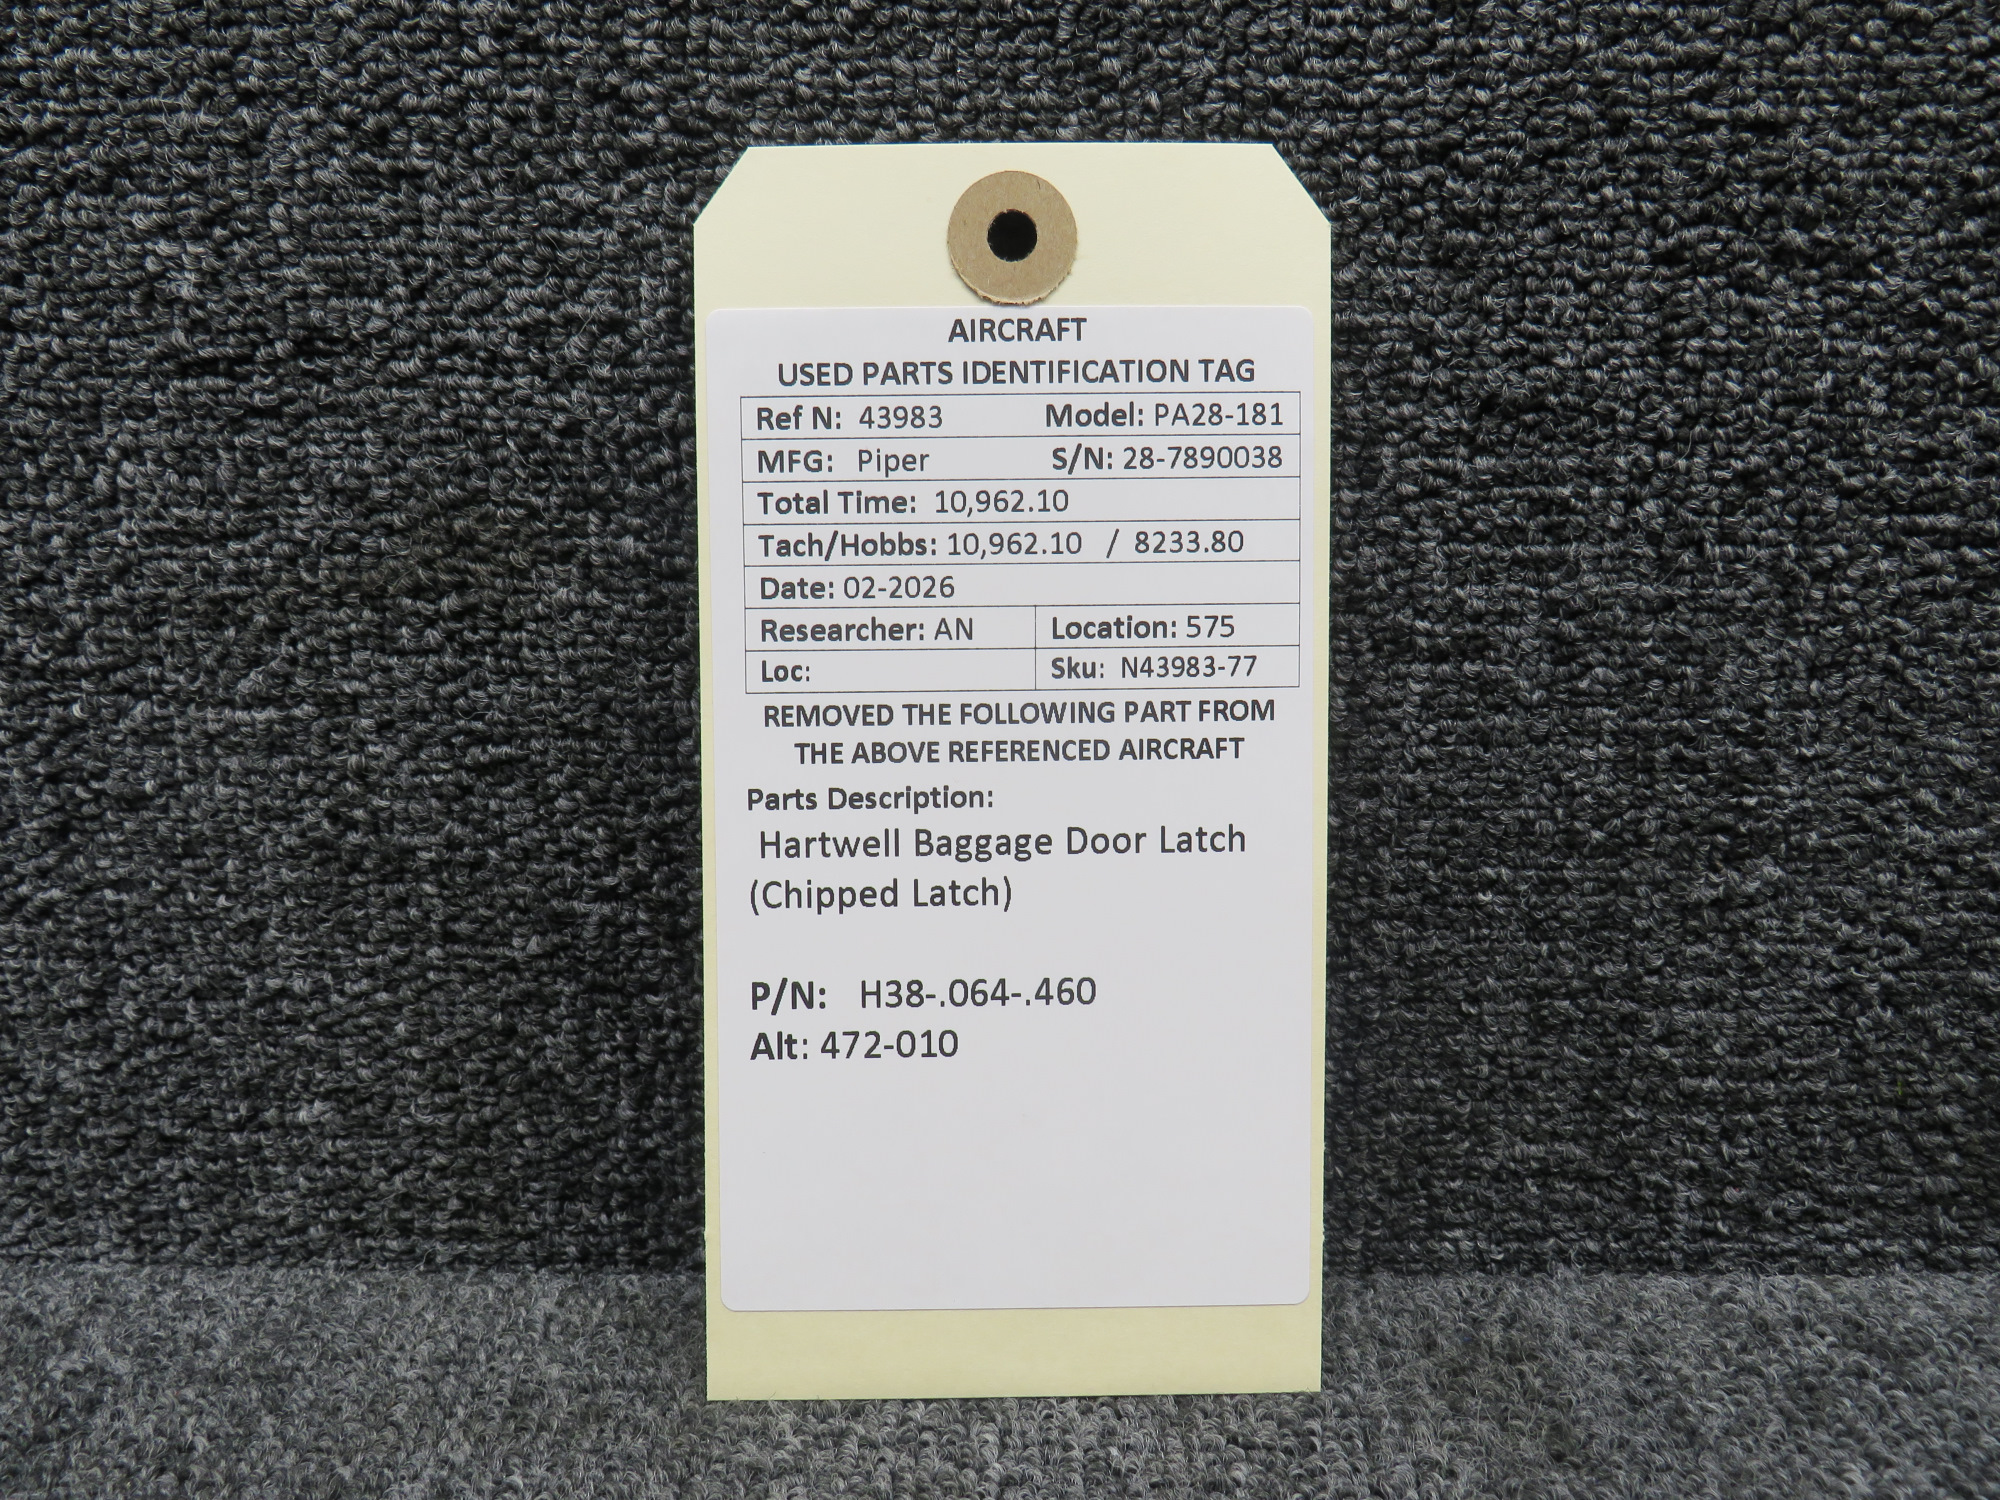 AIRCRAFT
USED PARTS IDENTIFICATION TAG
Ref N: 43983 Model: PA28-181
MFG: Piper S/N: 28-7890038
Total Time: 10,962.10
Tach/Hobbs: 10,962.10 / 8233.80
Date: 02-2026
Researcher: AN Location: 575
Loc: Sku: N43983-77
REMOVED THE FOLLOWING PART FROM
THE ABOVE REFERENCED AIRCRAFT
Parts Description:
Hartwell Baggage Door Latch
(Chipped Latch)
P/N: H38-.064-.460
Alt: 472-010